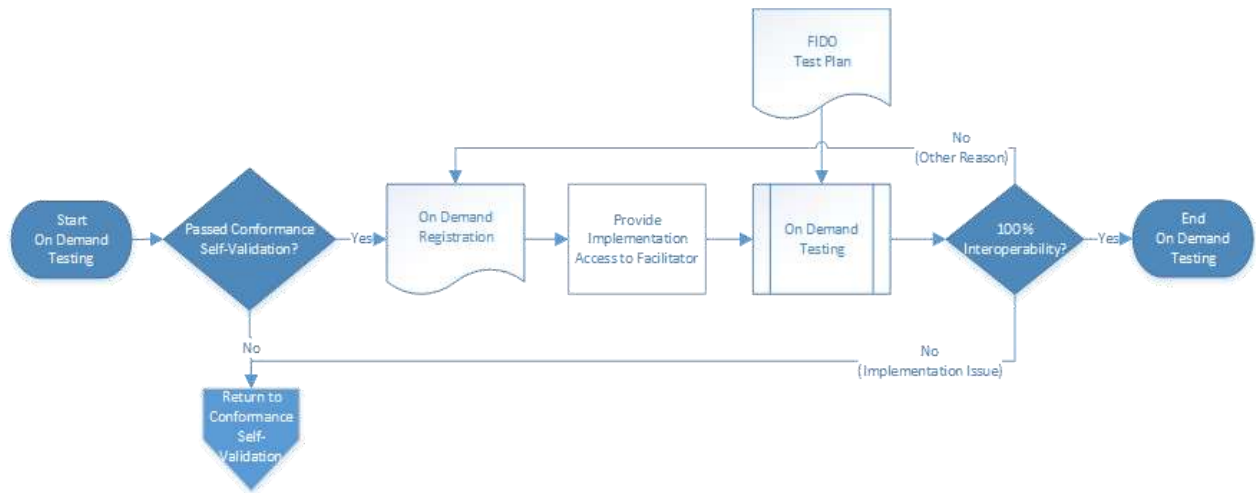 FIDO
Test Plan
No
(Other Reason)
Start
On Demand
Testing
Passed Conformance
Self-Validation?
Yes
On Demand
Registration
Provide
Implementation
Access to Facilitator
On Demand
Testing
100%
Interoperability?
Yes
End
On Demand
Testing
No
No
(Implementation Issue)
Return to
Conformance
Self-
Validation